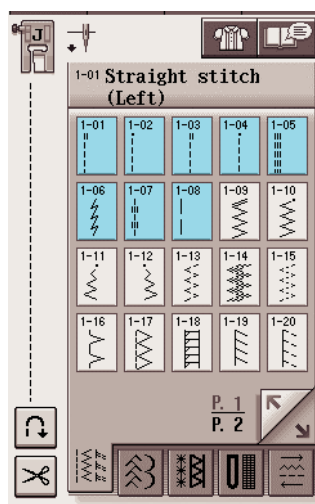 J
1-01 Straight stitch
(Left)
1-01 1-02 1-03 1-04 1-05
1-06 1-07 1-08 1-09 1-10
1-11 1-12 1-13 1-14 1-15
1-16 1-17 1-18 1-19 1-20
P. 1
P. 2